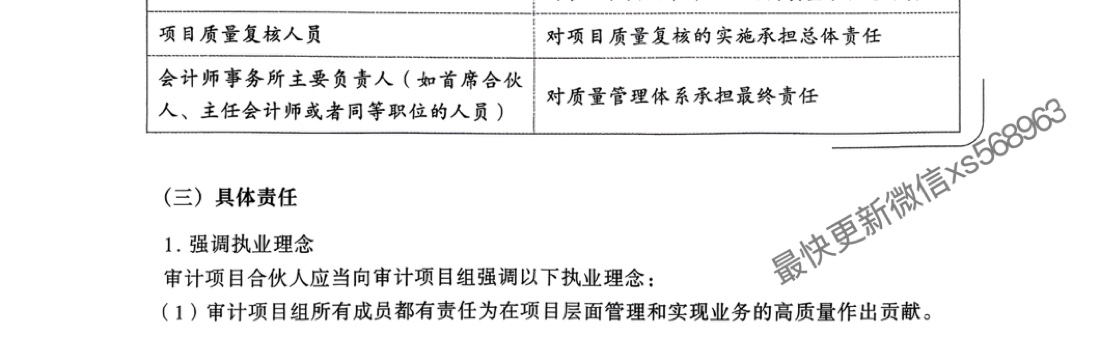 项目质量复核人员
对项目质量复核的实施承担总体责任
会计师事务所主要负责人（如首席合伙
人、主任会计师或者同等职位的人员）
对质量管理体系承担最终责任
最快更新微信xs568963
（三）具体责任
1. 强调执业理念
审计项目合伙人应当向审计项目组强调以下执业理念：
（1）审计项目组所有成员都有责任为在项目层面管理和实现业务的高质量作出贡献。